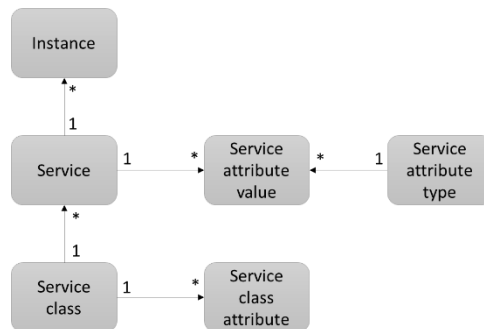 Instance
*
1
Service
1
*
Service
attribute
value
*
1
Service
attribute
type
*
1
Service
class
1
*
Service
class
attribute